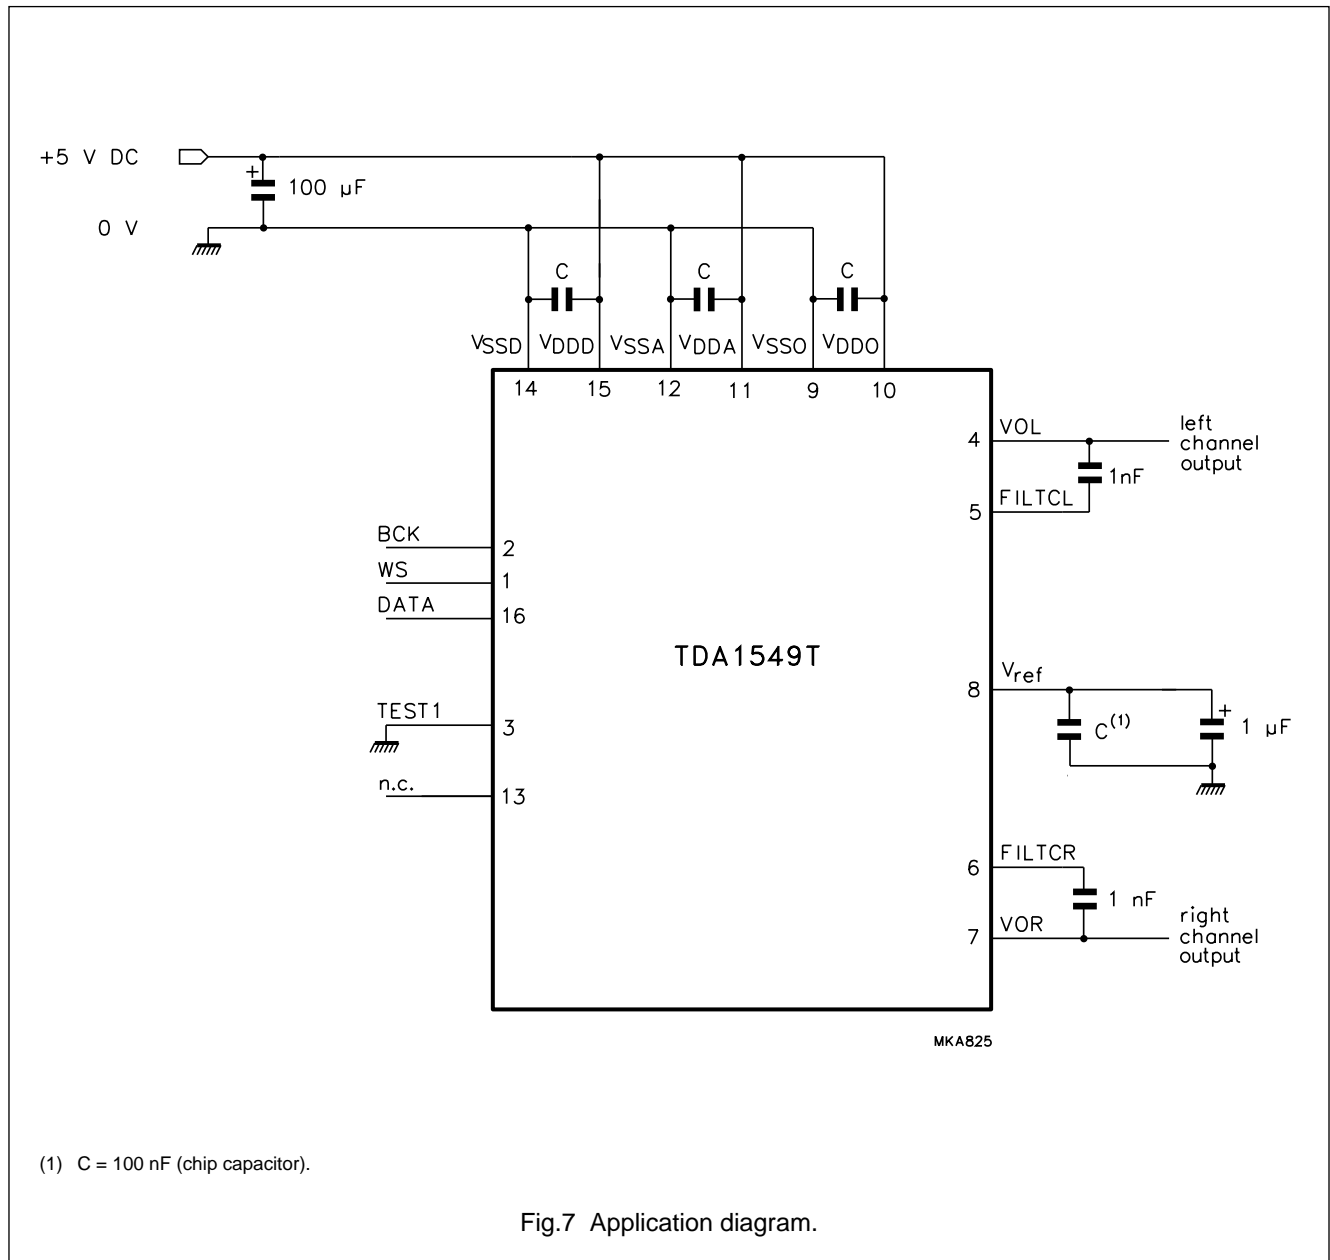 +5 V DC
+
100 µF
0 V
C C C
VSSD VDDD VSSA VDDA VSSO VDDO
14 15 12 11 9 10
4 VOL
left
channel
output
1nF
5 FILTCL
BCK
2
WS
1
DATA
16
TDA1549T
8 Vref
C(1)
+
1 µF
TEST1
3
n.c.
13
6 FILTCR
1 nF
7 VOR
right
channel
output
MKA825
(1) C = 100 nF (chip capacitor).
Fig.7 Application diagram.